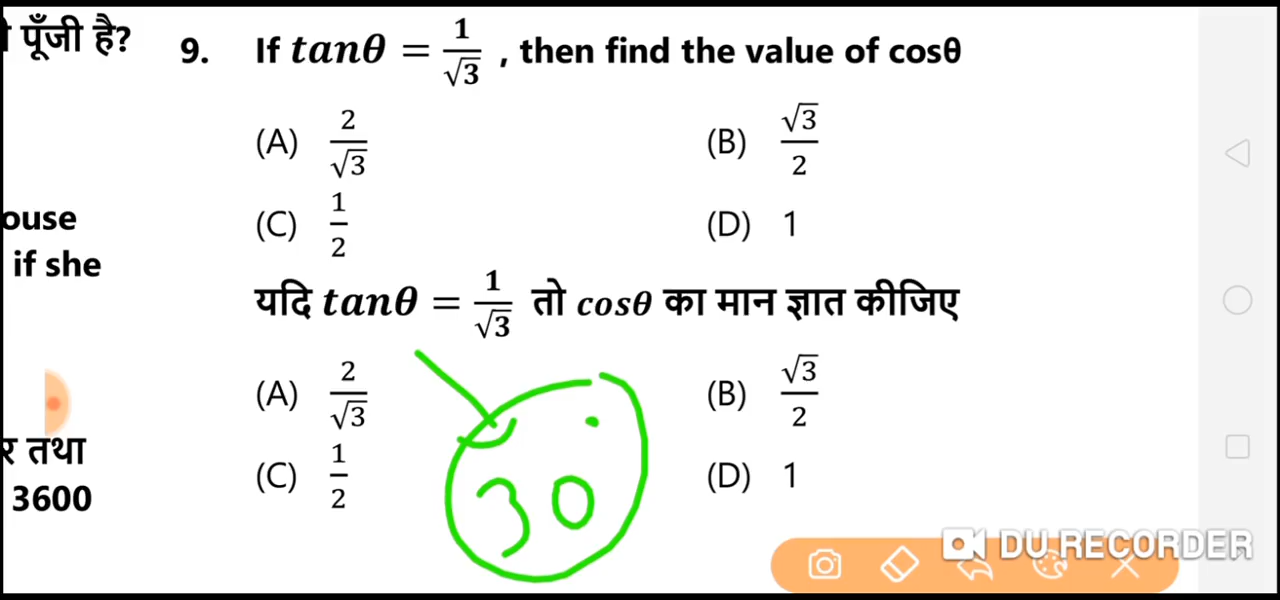 पूँजी है?
9. If tanθ = 1/√3 , then find the value of cosθ
(A) 2/√3 (B) √3/2
(C) 1/2 (D) 1
ouse
if she
यदि tanθ = 1/√3 तो cosθ का मान ज्ञात कीजिए
(A) 2/√3 (B) √3/2
(C) 1/2 (D) 1
तथा
3600
30
DU RECORDER